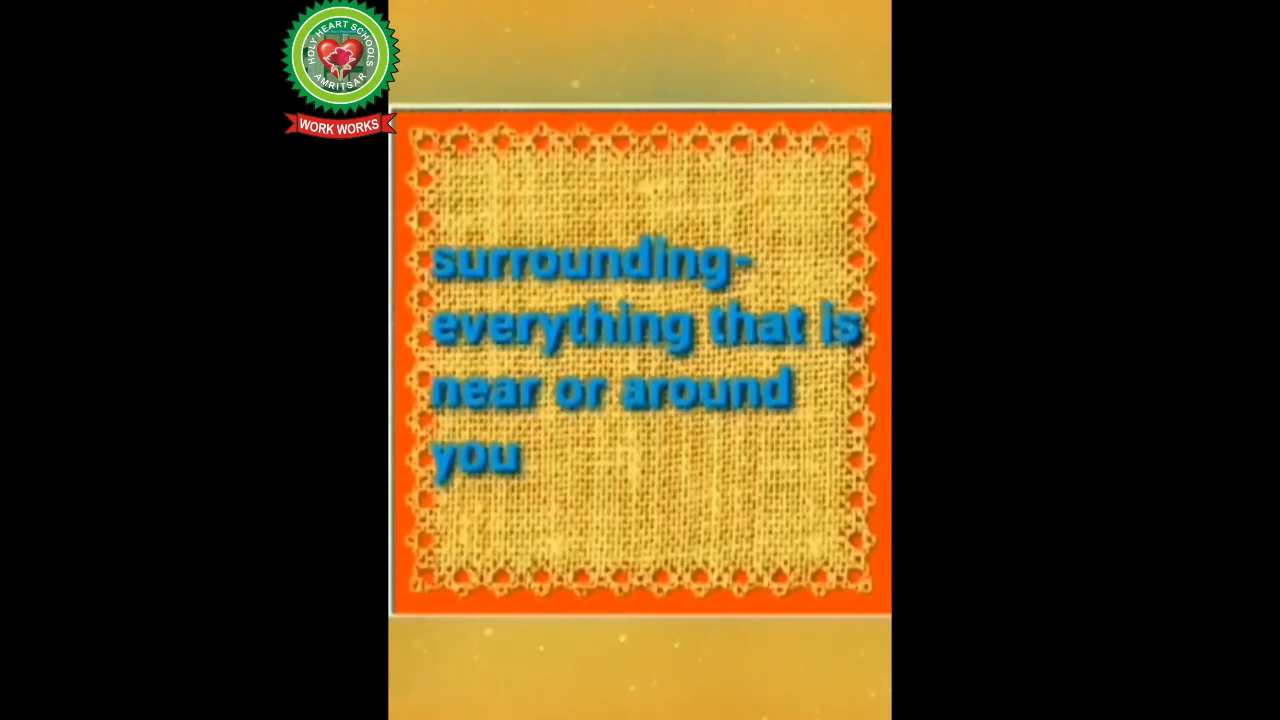 HOLY HEART SCHOOLS
AMRITSAR
WORK WORKS
surrounding-
everything that is
near or around
you